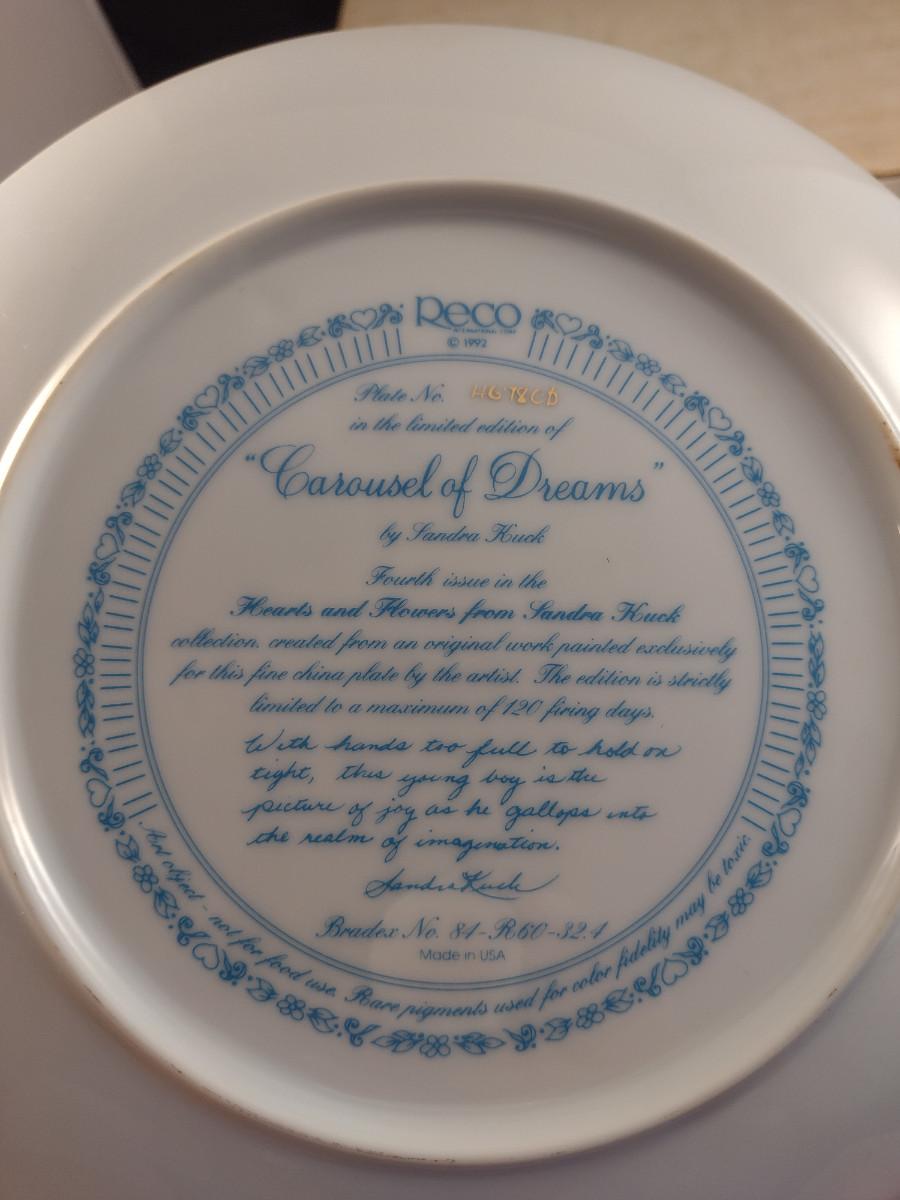 Reco
INTERNATIONAL CORP.
© 1992
Plate No. H678CD
in the limited edition of
"Carousel of Dreams"
by Sandra Kuck
Fourth issue in the
Hearts and Flowers from Sandra Kuck
collection, created from an original work painted exclusively
for this fine china plate by the artist. The edition is strictly
limited to a maximum of 120 firing days.
With hands too full to hold on
tight, this young boy is the
picture of joy as he gallops into
the realm of imagination.
Sandra Kuck
Bradex No. 84-R60-32.4
Made in USA
Art object - not for food use. Rare pigments used for color fidelity may be toxic.